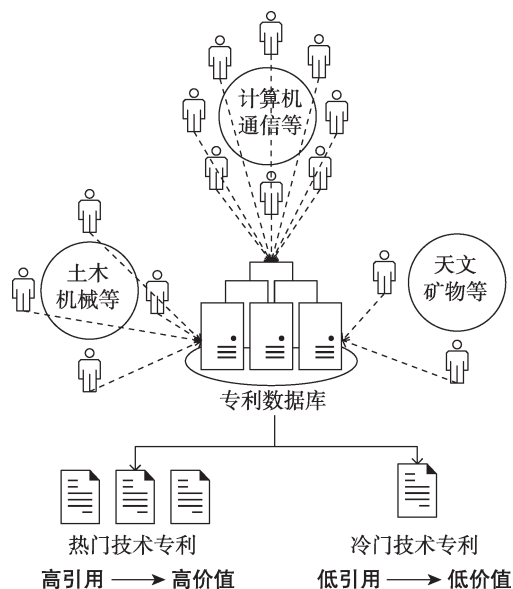 计算机
通信等
土木
机械等
天文
矿物等
专利数据库
热门技术专利
冷门技术专利
高引用 → 高价值
低引用 → 低价值